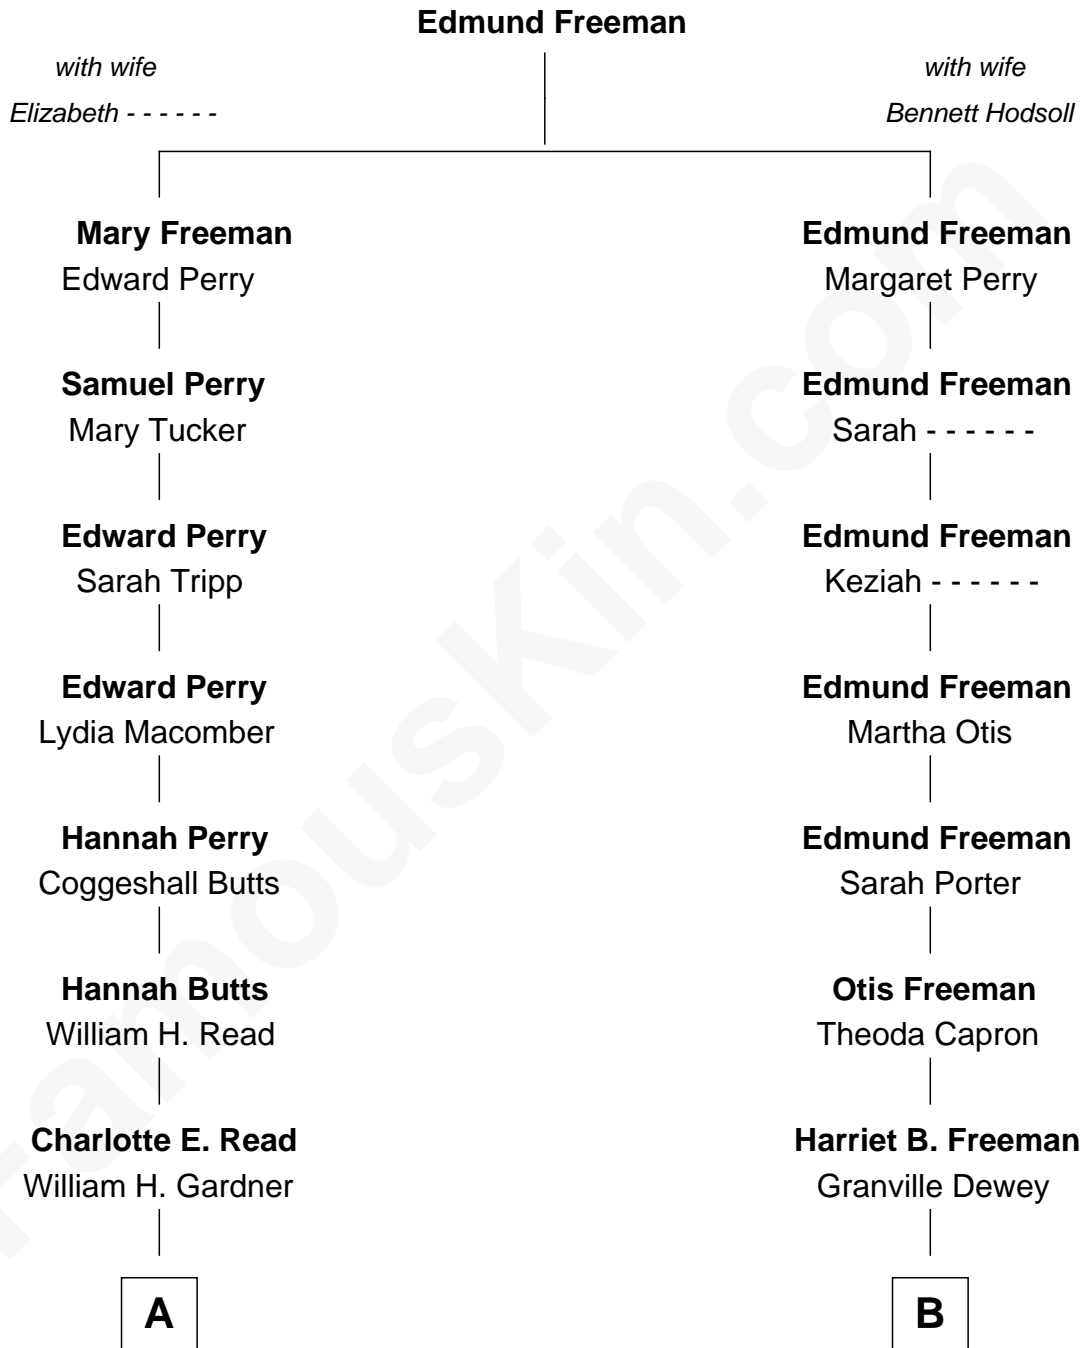 Edmund Freeman
with wife
Elizabeth - - - - - -
with wife
Bennett Hodsoll
Mary Freeman
Edward Perry
Edmund Freeman
Margaret Perry
Samuel Perry
Mary Tucker
Edmund Freeman
Sarah - - - - - -
Edward Perry
Sarah Tripp
Edmund Freeman
Keziah - - - - - -
Edward Perry
Lydia Macomber
Edmund Freeman
Martha Otis
Hannah Perry
Coggeshall Butts
Edmund Freeman
Sarah Porter
Hannah Butts
William H. Read
Otis Freeman
Theoda Capron
Charlotte E. Read
William H. Gardner
Harriet B. Freeman
Granville Dewey
A
B
FamousKin.com